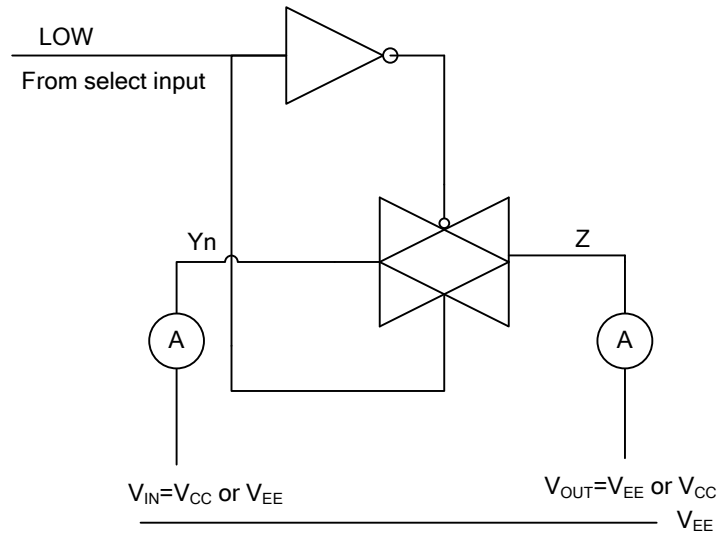 LOW
From select input
Yn
Z
A
A
V_IN=V_CC or V_EE
V_OUT=V_EE or V_CC
V_EE